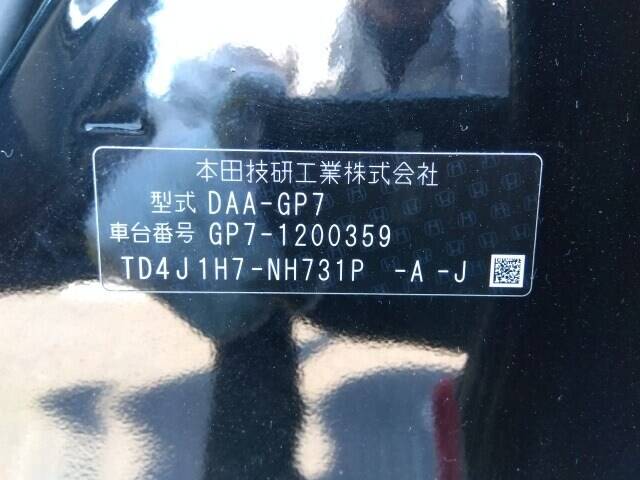 本田技研工業株式会社
型式 DAA-GP7
車台番号 GP7-1200359
TD4J1H7-NH731P -A -J